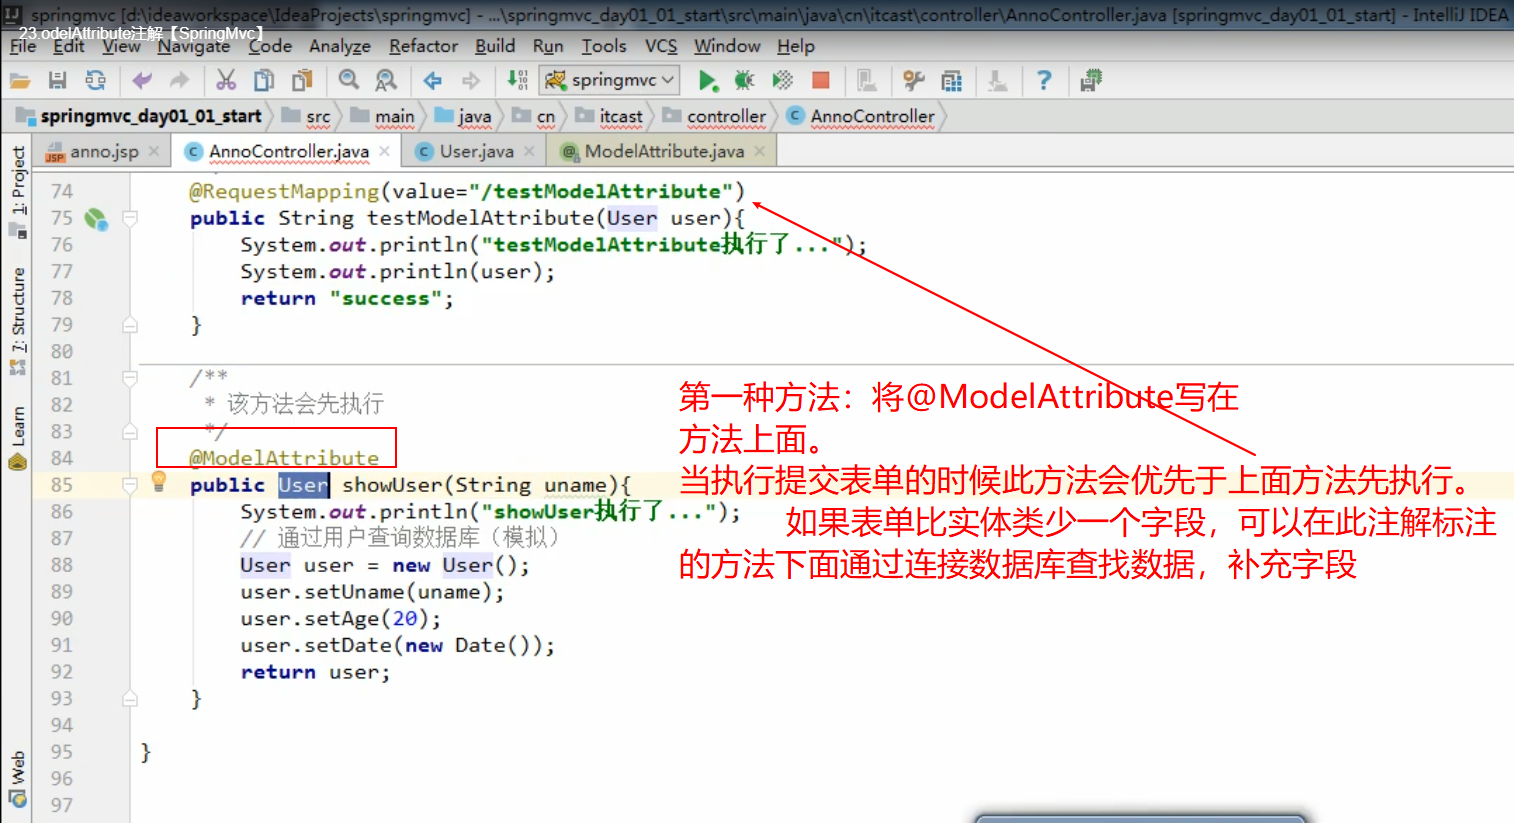 springmvc [d:\ideaworkspace\IdeaProjects\springmvc] - ...\springmvc_day01_01_start\src\main\java\cn\itcast\controller\AnnoController.java [springmvc_day01_01_start] - IntelliJ IDEA
23.odelAttribute注解【SpringMvc】
File Edit View Navigate Code Analyze Refactor Build Run Tools VCS Window Help
springmvc
springmvc_day01_01_start src main java cn itcast controller AnnoController
anno.jsp AnnoController.java User.java ModelAttribute.java
1: Project
7: Structure
Learn
Web
74 @RequestMapping(value="/testModelAttribute")
75 public String testModelAttribute(User user){
76 System.out.println("testModelAttribute执行了...");
77 System.out.println(user);
78 return "success";
79 }
80
81 /**
82 * 该方法会先执行
83 */
84 @ModelAttribute
85 public User showUser(String uname){
86 System.out.println("showUser执行了...");
87 // 通过用户查询数据库（模拟）
88 User user = new User();
89 user.setUname(uname);
90 user.setAge(20);
91 user.setDate(new Date());
92 return user;
93 }
94
95 }
96
97
第一种方法：将@ModelAttribute写在
方法上面。
当执行提交表单的时候此方法会优先于上面方法先执行。
如果表单比实体类少一个字段，可以在此注解标注
的方法下面通过连接数据库查找数据，补充字段